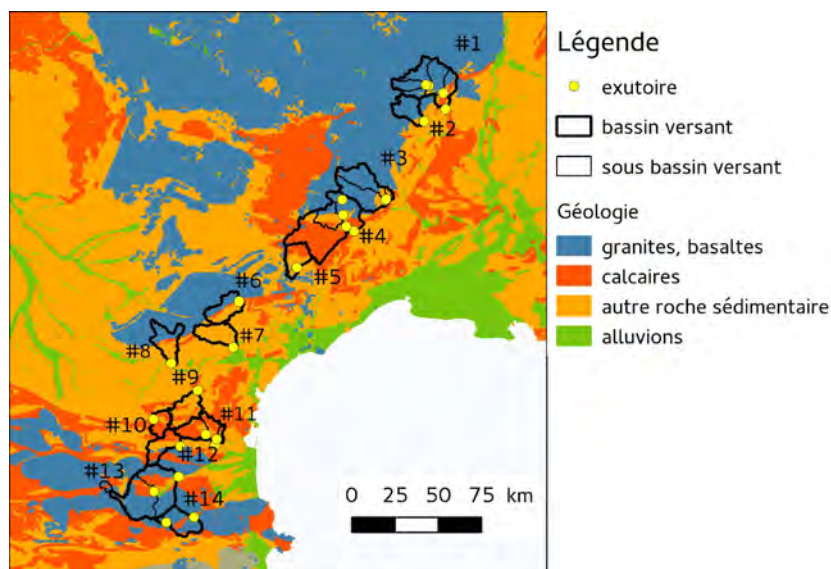 #1
#2
#3
#4
#5
#6
#7
#8
#9
#10
#11
#12
#13
#14
0 25 50 75 km
Légende
exutoire
bassin versant
sous bassin versant
Géologie
granites, basaltes
calcaires
autre roche sédimentaire
alluvions